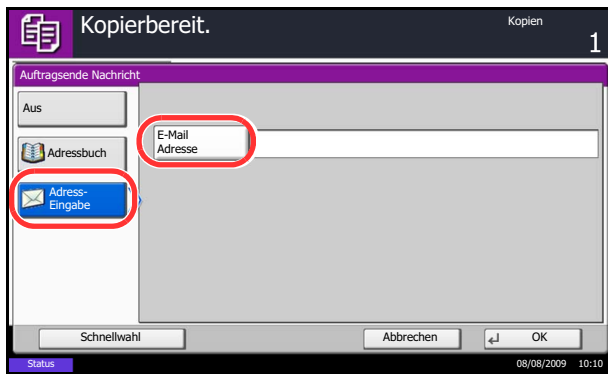 Kopierbereit.
Kopien
1
Auftragsende Nachricht
Aus
Adressbuch
Adress-
Eingabe
E-Mail
Adresse
Schnellwahl
Abbrechen
OK
Status
08/08/2009 10:10